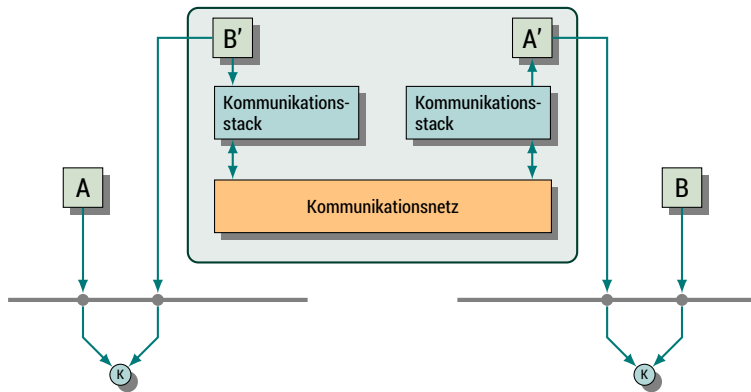 B’
A’
Kommunikations-
stack
Kommunikations-
stack
A
Kommunikationsnetz
B
K
K